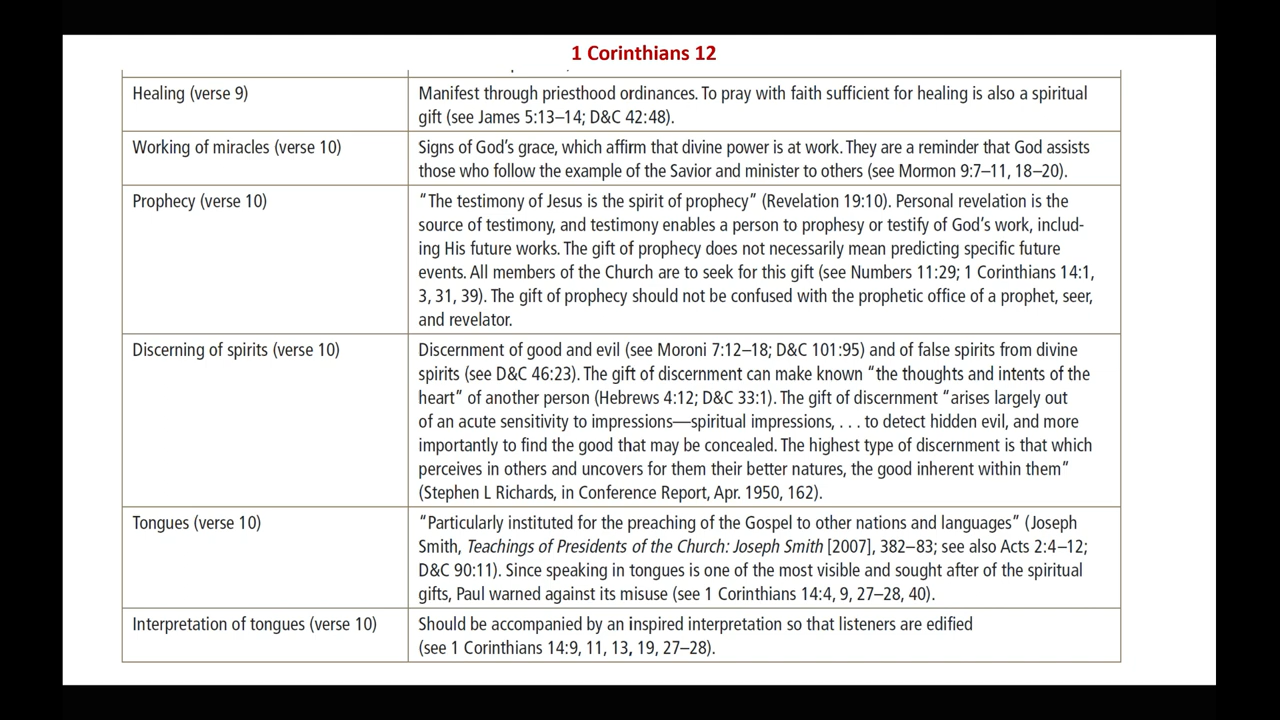 1 Corinthians 12
Healing (verse 9)
Manifest through priesthood ordinances. To pray with faith sufficient for healing is also a spiritual
gift (see James 5:13–14; D&C 42:48).
Working of miracles (verse 10)
Signs of God’s grace, which affirm that divine power is at work. They are a reminder that God assists
those who follow the example of the Savior and minister to others (see Mormon 9:7–11, 18–20).
Prophecy (verse 10)
“The testimony of Jesus is the spirit of prophecy” (Revelation 19:10). Personal revelation is the
source of testimony, and testimony enables a person to prophesy or testify of God’s work, includ-
ing His future works. The gift of prophecy does not necessarily mean predicting specific future
events. All members of the Church are to seek for this gift (see Numbers 11:29; 1 Corinthians 14:1,
3, 31, 39). The gift of prophecy should not be confused with the prophetic office of a prophet, seer,
and revelator.
Discerning of spirits (verse 10)
Discernment of good and evil (see Moroni 7:12–18; D&C 101:95) and of false spirits from divine
spirits (see D&C 46:23). The gift of discernment can make known “the thoughts and intents of the
heart” of another person (Hebrews 4:12; D&C 33:1). The gift of discernment “arises largely out
of an acute sensitivity to impressions—spiritual impressions, . . . to detect hidden evil, and more
importantly to find the good that may be concealed. The highest type of discernment is that which
perceives in others and uncovers for them their better natures, the good inherent within them”
(Stephen L Richards, in Conference Report, Apr. 1950, 162).
Tongues (verse 10)
“Particularly instituted for the preaching of the Gospel to other nations and languages” (Joseph
Smith, Teachings of Presidents of the Church: Joseph Smith [2007], 382–83; see also Acts 2:4–12;
D&C 90:11). Since speaking in tongues is one of the most visible and sought after of the spiritual
gifts, Paul warned against its misuse (see 1 Corinthians 14:4, 9, 27–28, 40).
Interpretation of tongues (verse 10)
Should be accompanied by an inspired interpretation so that listeners are edified
(see 1 Corinthians 14:9, 11, 13, 19, 27–28).